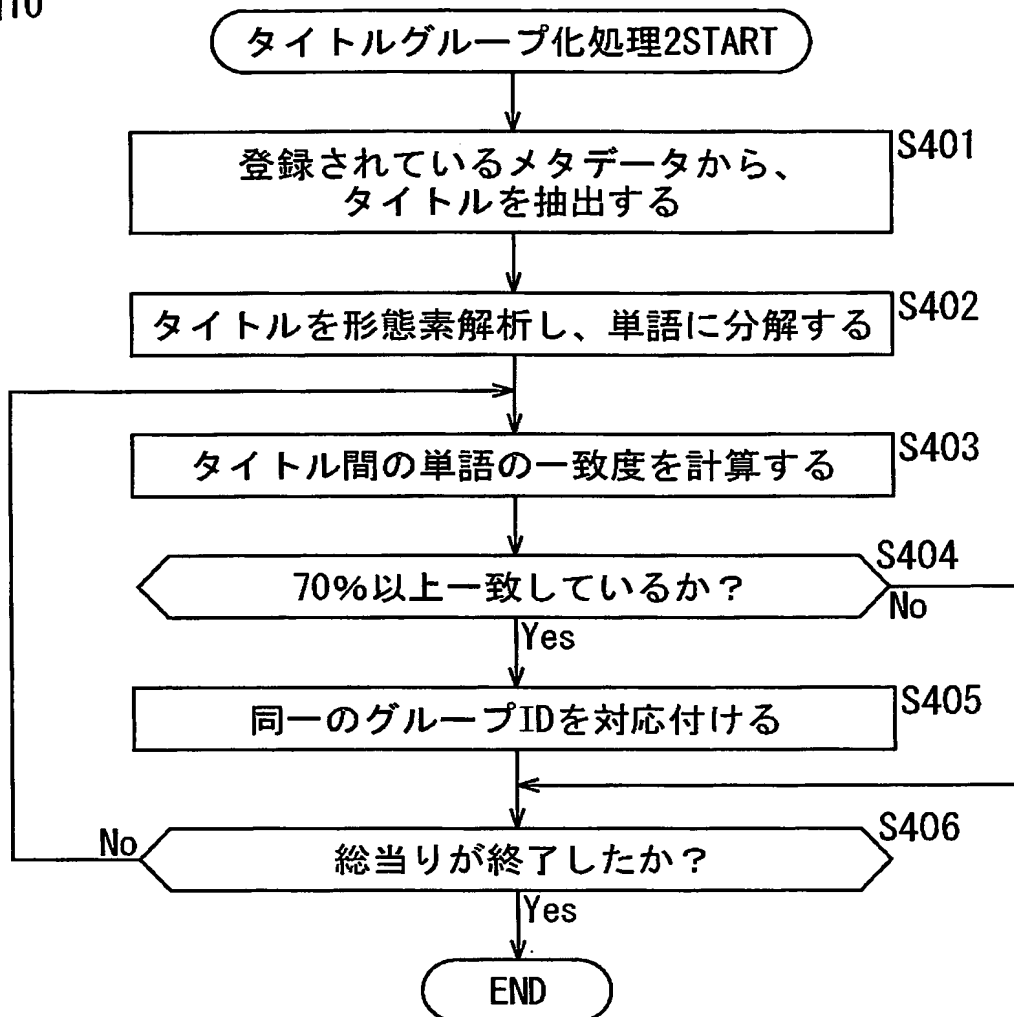 タイトルグループ化処理2START
S401
登録されているメタデータから、
タイトルを抽出する
S402
タイトルを形態素解析し、単語に分解する
S403
タイトル間の単語の一致度を計算する
S404
70%以上一致しているか？
No
Yes
S405
同一のグループIDを対応付ける
S406
No
総当りが終了したか？
Yes
END